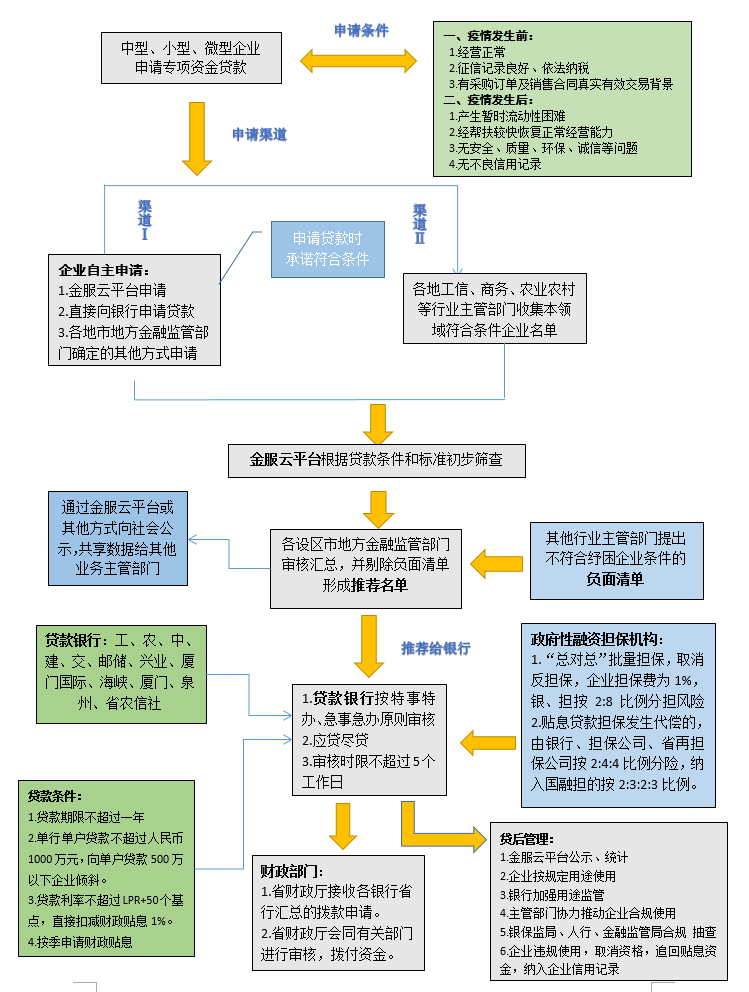 中型、小型、微型企业
申请专项资金贷款
申请条件
一、疫情发生前：
1.经营正常
2.征信记录良好、依法纳税
3.有采购订单及销售合同真实有效交易背景
二、疫情发生后：
1.产生暂时流动性困难
2.经帮扶较快恢复正常经营能力
3.无安全、质量、环保、诚信等问题
4.无不良信用记录
申请渠道
渠道Ⅰ
渠道Ⅱ
申请贷款时
承诺符合条件
企业自主申请：
1.金服云平台申请
2.直接向银行申请贷款
3.各地市地方金融监管部
门确定的其他方式申请
各地工信、商务、农业农村
等行业主管部门收集本领
域符合条件企业名单
金服云平台根据贷款条件和标准初步筛查
通过金服云平台或
其他方式向社会公
示,共享数据给其他
业务主管部门
各设区市地方金融监管部门
审核汇总，并剔除负面清单
形成推荐名单
其他行业主管部门提出
不符合纾困企业条件的
负面清单
推荐给银行
贷款银行：工、农、中、
建、交、邮储、兴业、厦
门国际、海峡、厦门、泉
州、省农信社
1.贷款银行按特事特
办、急事急办原则审核
2.应贷尽贷
3.审核时限不超过5个
工作日
政府性融资担保机构：
1.“总对总”批量担保，取消
反担保，企业担保费为1%，
银、担按 2:8 比例分担风险
2.贴息贷款担保发生代偿的，
由银行、担保公司、省再担
保公司按 2:4:4 比例分险，纳
入国融担的按 2:3:2:3 比例。
贷款条件：
1.贷款期限不超过一年
2.单行单户贷款不超过人民币
1000万元，向单户贷款500万
以下企业倾斜。
3.贷款利率不超过LPR+50个基
点，直接扣减财政贴息1%。
4.按季申请财政贴息
财政部门：
1.省财政厅接收各银行省
行汇总的拨款申请。
2.省财政厅会同有关部门
进行审核，拨付资金。
贷后管理：
1.金服云平台公示、统计
2.企业按规定用途使用
3.银行加强用途监管
4.主管部门协力推动企业合规使用
5.银保监局、人行、金融监管局合规 抽查
6.企业违规使用，取消资格，追回贴息资
金，纳入企业信用记录